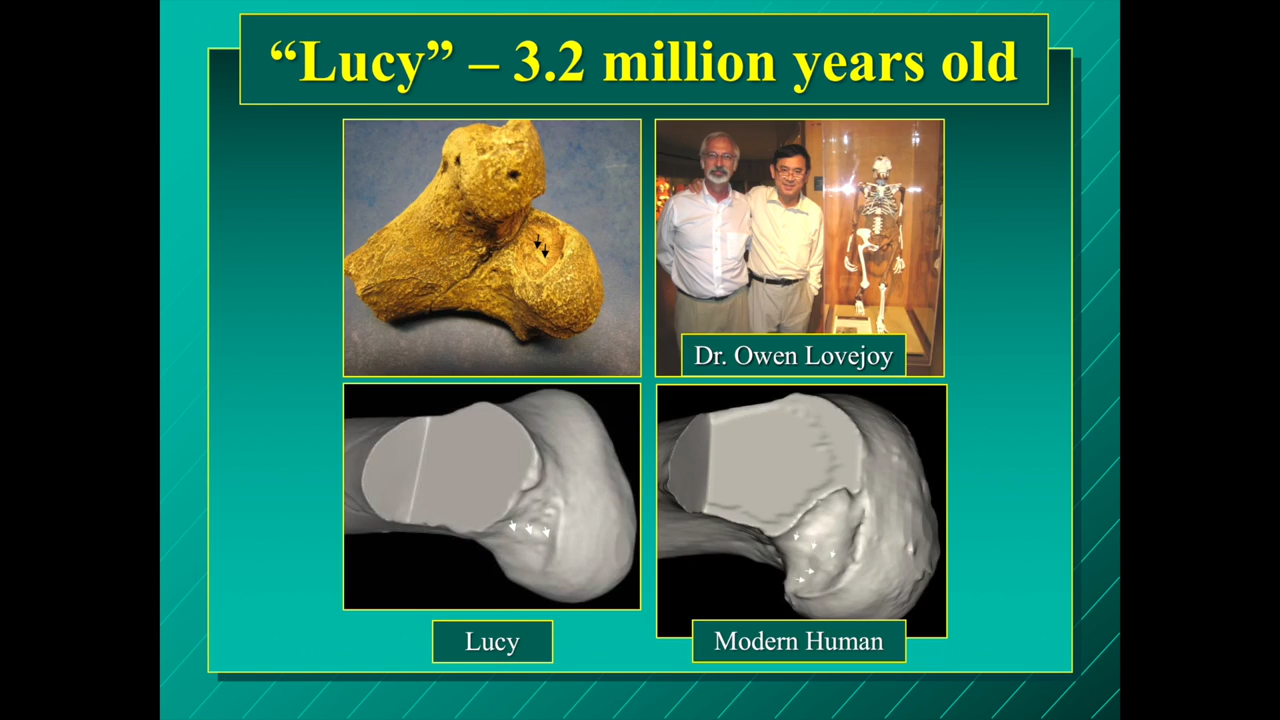 “Lucy” – 3.2 million years old
Dr. Owen Lovejoy
Lucy
Modern Human